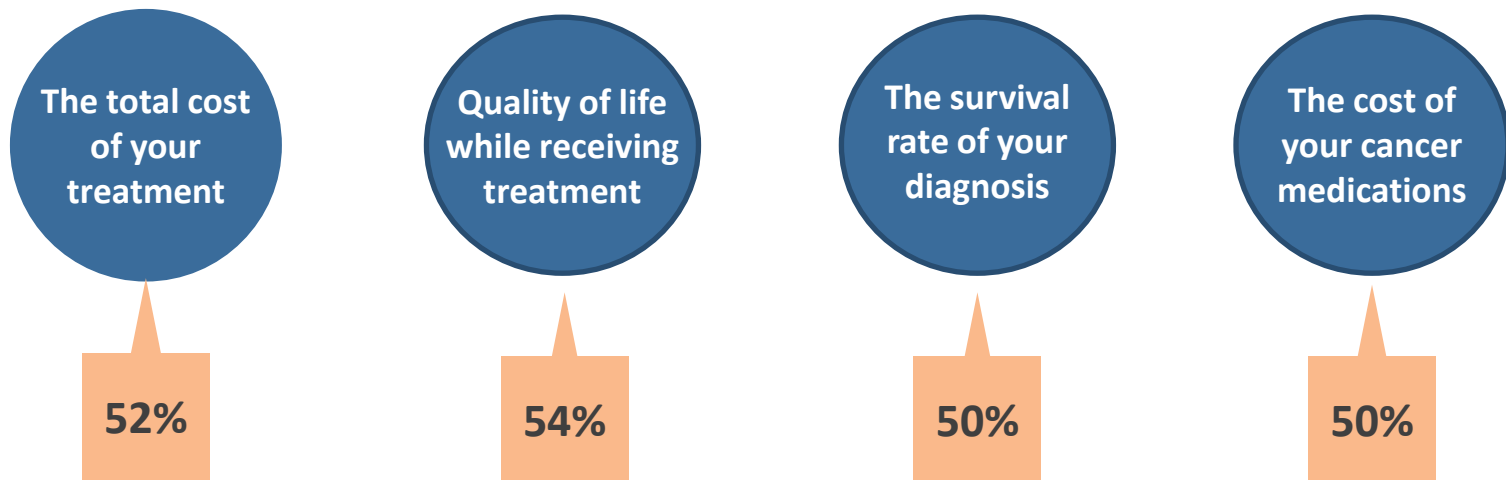 The total cost
of your
treatment
Quality of life
while receiving
treatment
The survival
rate of your
diagnosis
The cost of
your cancer
medications
52%
54%
50%
50%